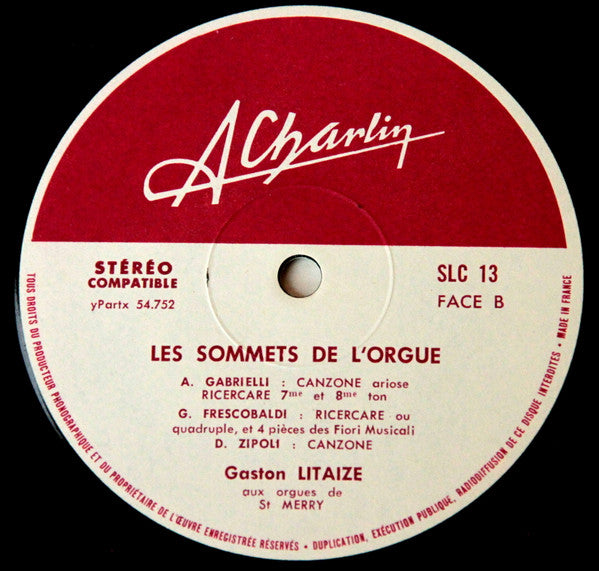 ACharlin
STÉRÉO
COMPATIBLE
yPartx 54.752
SLC 13
FACE B
LES SOMMETS DE L'ORGUE
A. GABRIELLI : CANZONE ariose
RICERCARE 7me et 8me ton
G. FRESCOBALDI : RICERCARE ou
quadruple, et 4 pièces des Fiori Musicali
D. ZIPOLI : CANZONE
Gaston LITAIZE
aux orgues de
St MERRY
TOUS DROITS DU PRODUCTEUR PHONOGRAPHIQUE ET DU PROPRIÉTAIRE DE L'ŒUVRE ENREGISTRÉE RÉSERVÉS • DUPLICATION, EXÉCUTION PUBLIQUE, RADIODIFFUSION DE CE DISQUE INTERDITES • MADE IN FRANCE